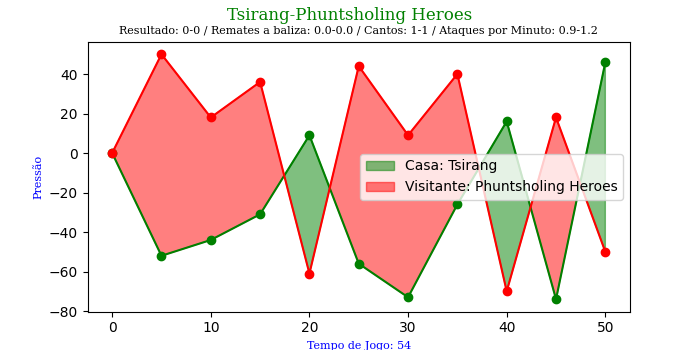 Tsirang-Phuntsholing Heroes
Resultado: 0-0 / Remates a baliza: 0.0-0.0 / Cantos: 1-1 / Ataques por Minuto: 0.9-1.2
40
20
0
−20
−40
−60
−80
Pressão
Casa: Tsirang
Visitante: Phuntsholing Heroes
0 10 20 30 40 50
Tempo de Jogo: 54